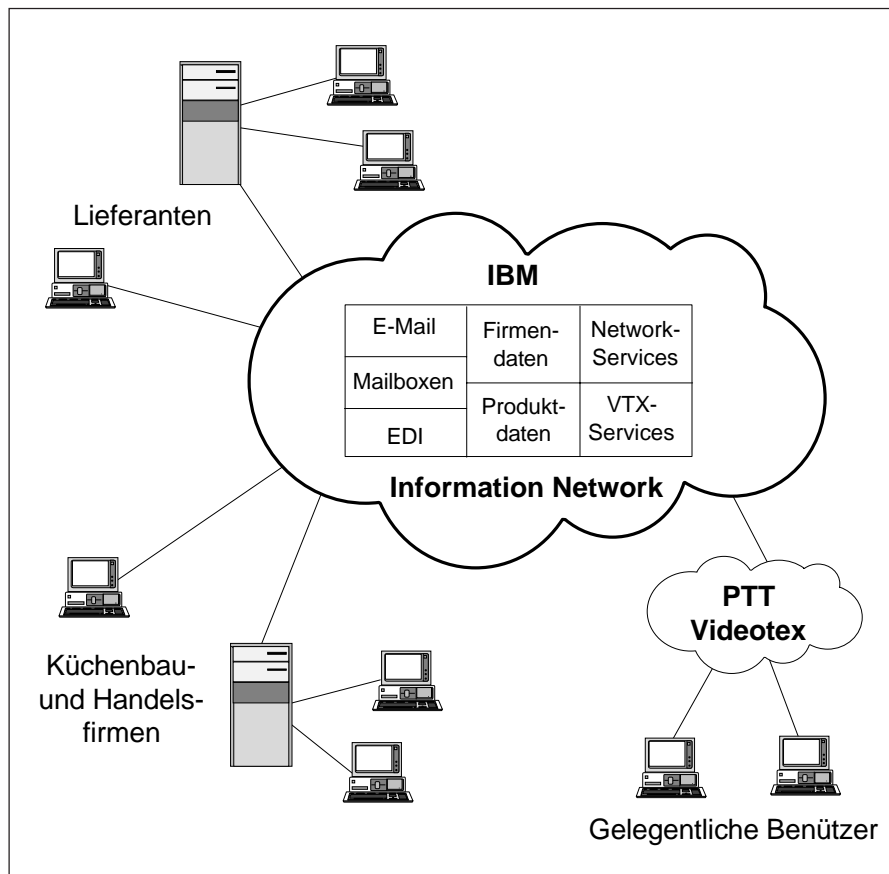 Lieferanten
IBM
E-Mail
Mailboxen
EDI
Firmen-
daten
Produkt-
daten
Network-
Services
VTX-
Services
Information Network
PTT
Videotex
Küchenbau-
und Handels-
firmen
Gelegentliche Benützer